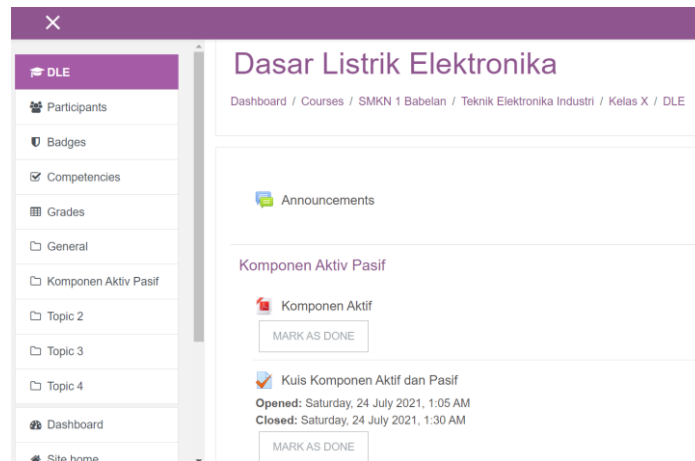 DLE
Participants
Badges
Competencies
Grades
General
Komponen Aktiv Pasif
Topic 2
Topic 3
Topic 4
Dashboard
Site home
Dasar Listrik Elektronika
Dashboard / Courses / SMKN 1 Babelan / Teknik Elektronika Industri / Kelas X / DLE
Announcements
Komponen Aktiv Pasif
Komponen Aktif
MARK AS DONE
Kuis Komponen Aktif dan Pasif
Opened: Saturday, 24 July 2021, 1:05 AM
Closed: Saturday, 24 July 2021, 1:30 AM
MARK AS DONE